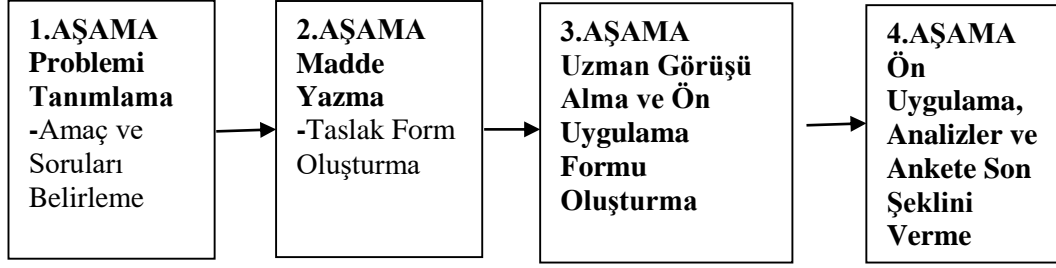 1.AŞAMA
Problemi
Tanımlama
-Amaç ve
Soruları
Belirleme
2.AŞAMA
Madde
Yazma
-Taslak Form
Oluşturma
3.AŞAMA
Uzman Görüşü
Alma ve Ön
Uygulama
Formu
Oluşturma
4.AŞAMA
Ön
Uygulama,
Analizler ve
Ankete Son
Şeklini
Verme